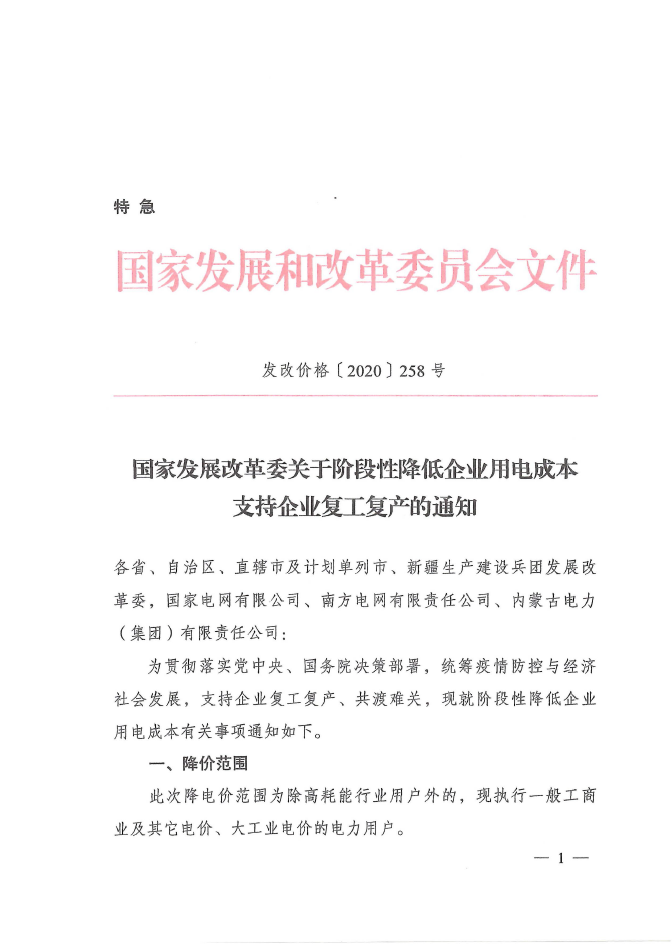 特 急
国家发展和改革委员会文件
发改价格〔2020〕258 号
国家发展改革委关于阶段性降低企业用电成本
支持企业复工复产的通知
各省、自治区、直辖市及计划单列市、新疆生产建设兵团发展改
革委，国家电网有限公司、南方电网有限责任公司、内蒙古电力
（集团）有限责任公司：
为贯彻落实党中央、国务院决策部署，统筹疫情防控与经济
社会发展，支持企业复工复产、共渡难关，现就阶段性降低企业
用电成本有关事项通知如下。
一、降价范围
此次降电价范围为除高耗能行业用户外的，现执行一般工商
业及其它电价、大工业电价的电力用户。
— 1 —